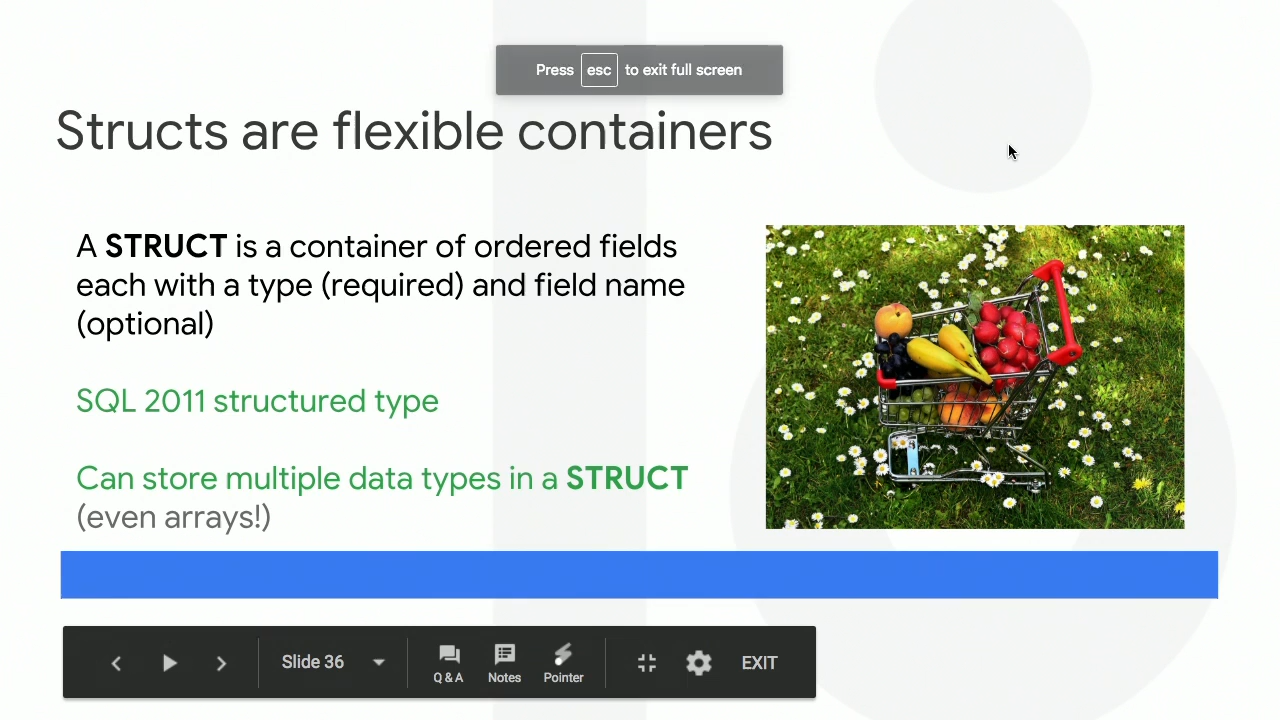 Press esc to exit full screen
Structs are flexible containers
A STRUCT is a container of ordered fields
each with a type (required) and field name
(optional)
SQL 2011 structured type
Can store multiple data types in a STRUCT
(even arrays!)
Slide 36
Q & A
Notes
Pointer
EXIT